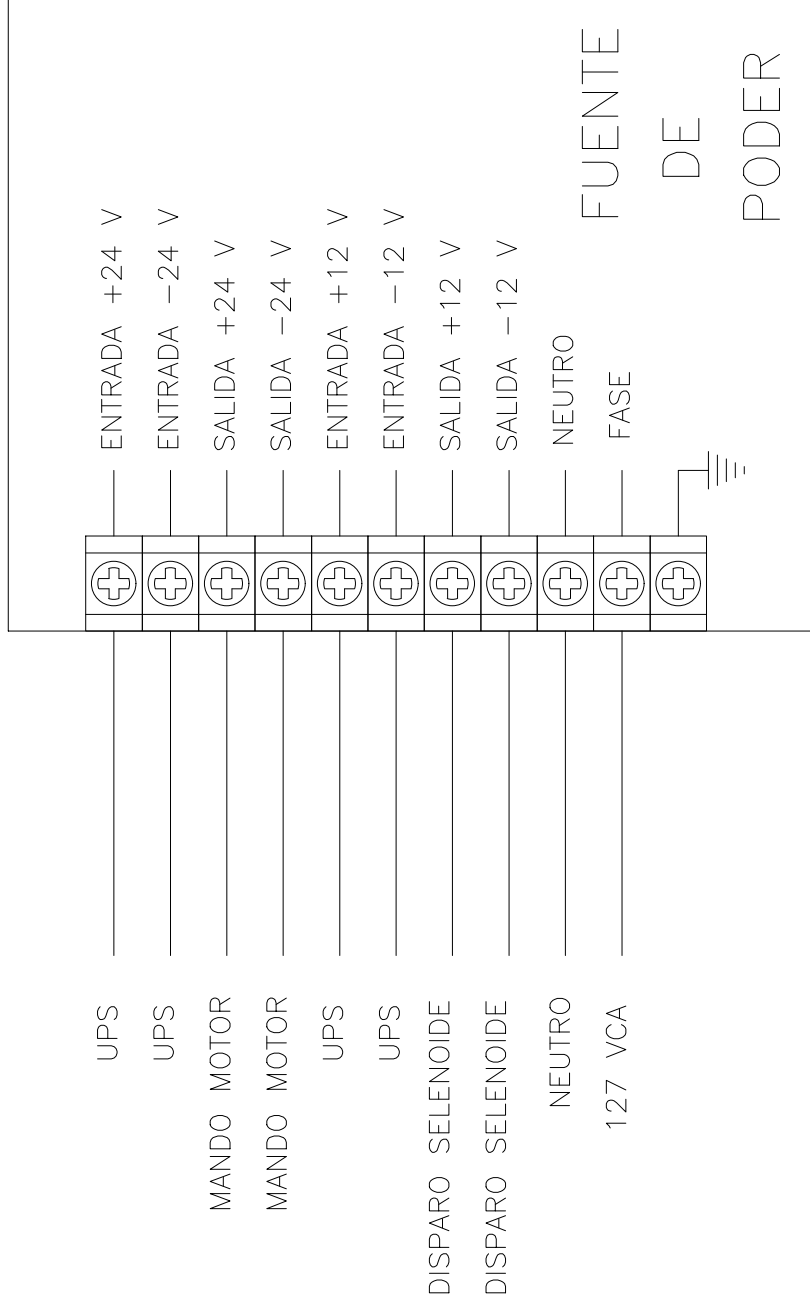 FUENTE
DE
PODER
ENTRADA +24 V
ENTRADA -24 V
SALIDA +24 V
SALIDA -24 V
ENTRADA +12 V
ENTRADA -12 V
SALIDA +12 V
SALIDA -12 V
NEUTRO
FASE
UPS
UPS
MANDO MOTOR
MANDO MOTOR
UPS
UPS
DISPARO SELENOIDE
DISPARO SELENOIDE
NEUTRO
127 VCA